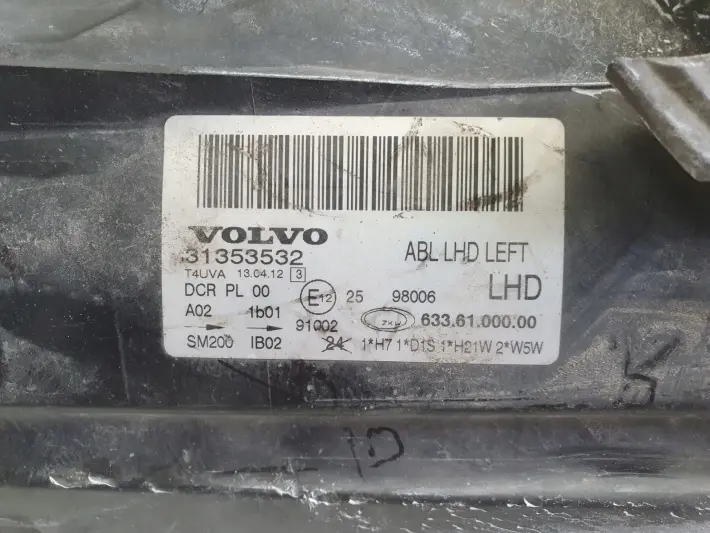 VOLVO
31353532 ABL LHD LEFT
T4UVA 13.04.12 3
DCR PL 00 E12 25 98006 LHD
A02 1b01 91002 ZKW 633.61.000.00
SM200 IB02 24 1*H7 1*D1S 1*H21W 2*W5W